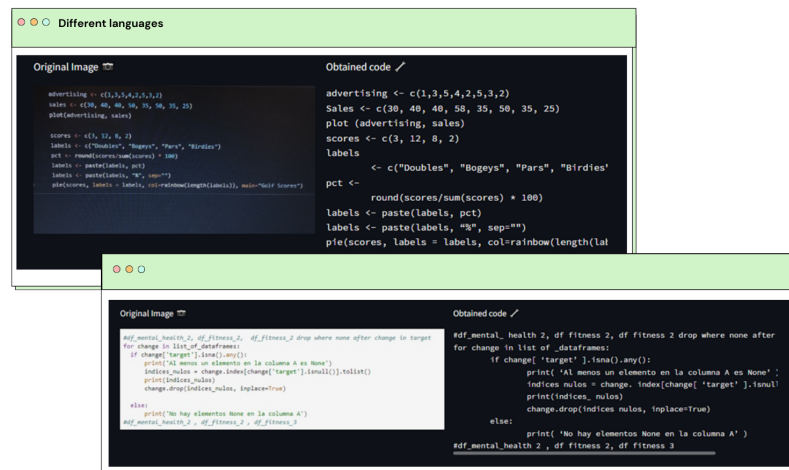 Different languages
Original Image
advertising <- c(1,3,5,4,2,5,3,2)
sales <- c(30, 40, 40, 50, 35, 50, 35, 25)
plot(advertising, sales)
scores <- c(3, 12, 8, 2)
labels <- c("Doubles", "Bogeys", "Pars", "Birdies")
pct <- round(scores/sum(scores) * 100)
labels <- paste(labels, pct)
labels <- paste(labels, "%", sep="")
pie(scores, labels = labels, col=rainbow(length(labels)), main="Golf Scores")
Obtained code
advertising <- c(1,3,5,4,2,5,3,2)
Sales <- c(30, 40, 40, 58, 35, 50, 35, 25)
plot (advertising, sales)
scores <- c(3, 12, 8, 2)
labels
<- c("Doubles", "Bogeys", "Pars", "Birdies'
pct <-
round(scores/sum(scores) * 100)
labels <- paste(labels, pct)
labels <- paste(labels, “%”, sep="")
pie(scores, labels = labels, col=rainbow(length(lab
Original Image
#df_mental_health_2, df_fitness_2, df_fitness_2 drop where none after change in target
for change in list_of_dataframes:
if change['target'].isna().any():
print('Al menos un elemento en la columna A es None')
indices_nulos = change.index[change['target'].isnull()].tolist()
print(indices_nulos)
change.drop(indices_nulos, inplace=True)
else:
print('No hay elementos None en la columna A')
#df_mental_health_2 , df_fitness_2 , df_fitness_3
Obtained code
#df_mental_ health 2, df fitness 2, df fitness 2 drop where none after
for change in list of _dataframes:
if change[ ‘target’ ].isna().any():
print( ‘Al menos un elemento en la columna A es None’ )
indices nulos = change. index[change[ ‘target’ ].isnull
print(indices_ nulos)
change.drop(indices nulos, inplace=True)
else:
print( ‘No hay elementos None en la columna A’ )
#df_mental_health 2 , df fitness 2, df fitness 3